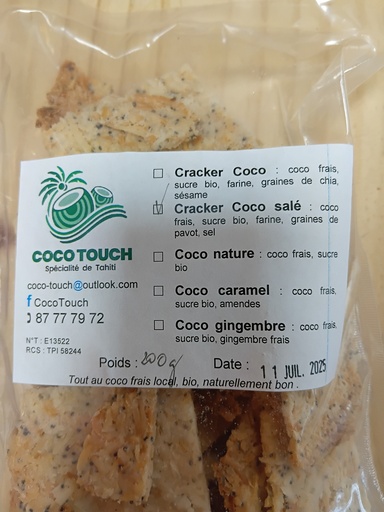 COCO TOUCH
Spécialité de Tahiti
coco-touch@outlook.com
f CocoTouch
87 77 79 72
N°T : E13522
RCS : TPI 58244
Cracker Coco : coco frais,
sucre bio, farine, graines de chia,
sésame
Cracker Coco salé : coco
frais, sucre bio, farine, graines de
pavot, sel
Coco nature : coco frais, sucre
bio
Coco caramel : coco frais,
sucre bio, amendes
Coco gingembre : coco frais,
sucre bio, gingembre frais
Poids : 200g Date : 11 JUIL. 2025
Tout au coco frais local, bio, naturellement bon .